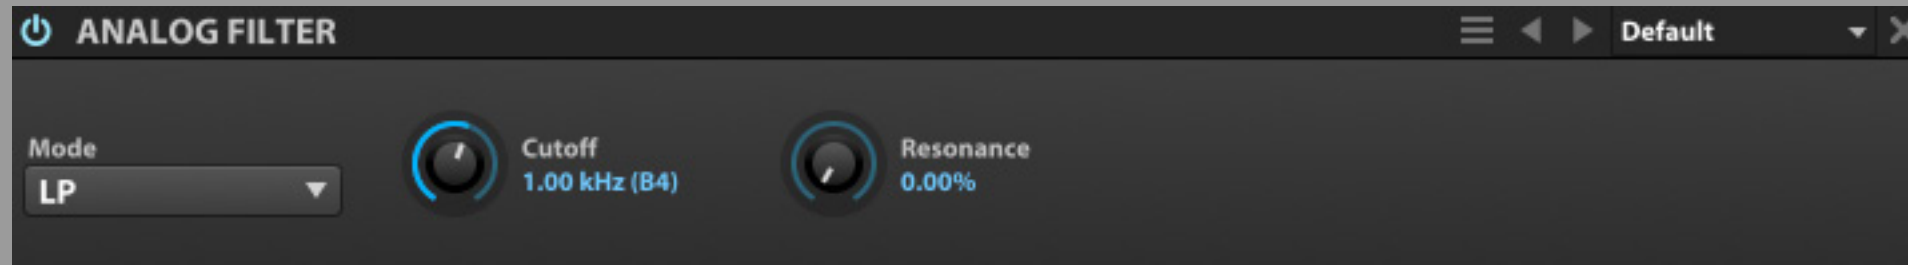 ANALOG FILTER
Default
Mode
LP
Cutoff
1.00 kHz (B4)
Resonance
0.00%